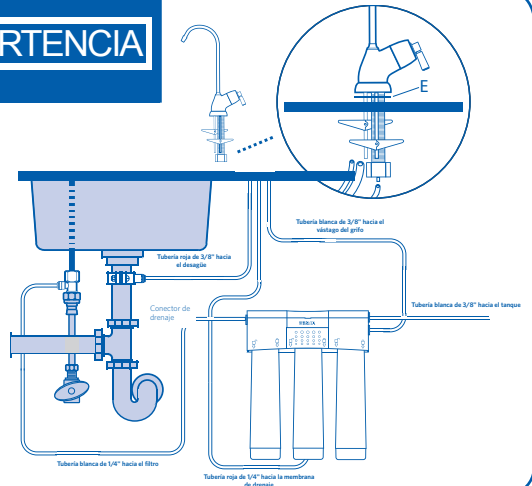 RTENCIA
E
Tubería blanca de 3/8" hacia el
vástago del grifo
Tubería roja de 3/8" hacia
el desagüe
Conector de
drenaje
Tubería blanca de 3/8" hacia el tanque
Tubería blanca de 1/4" hacia el filtro
Tubería roja de 1/4" hacia la membrana
de drenaje